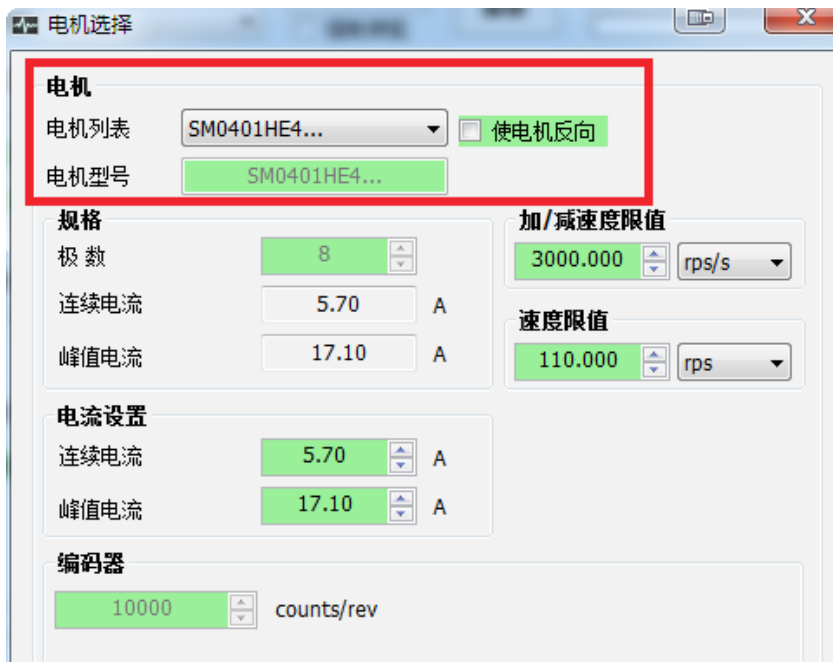 电机选择
电机
电机列表 SM0401HE4... 使电机反向
电机型号 SM0401HE4...
规格
极 数 8
连续电流 5.70 A
峰值电流 17.10 A
加/减速度限值
3000.000 rps/s
速度限值
110.000 rps
电流设置
连续电流 5.70 A
峰值电流 17.10 A
编码器
10000 counts/rev